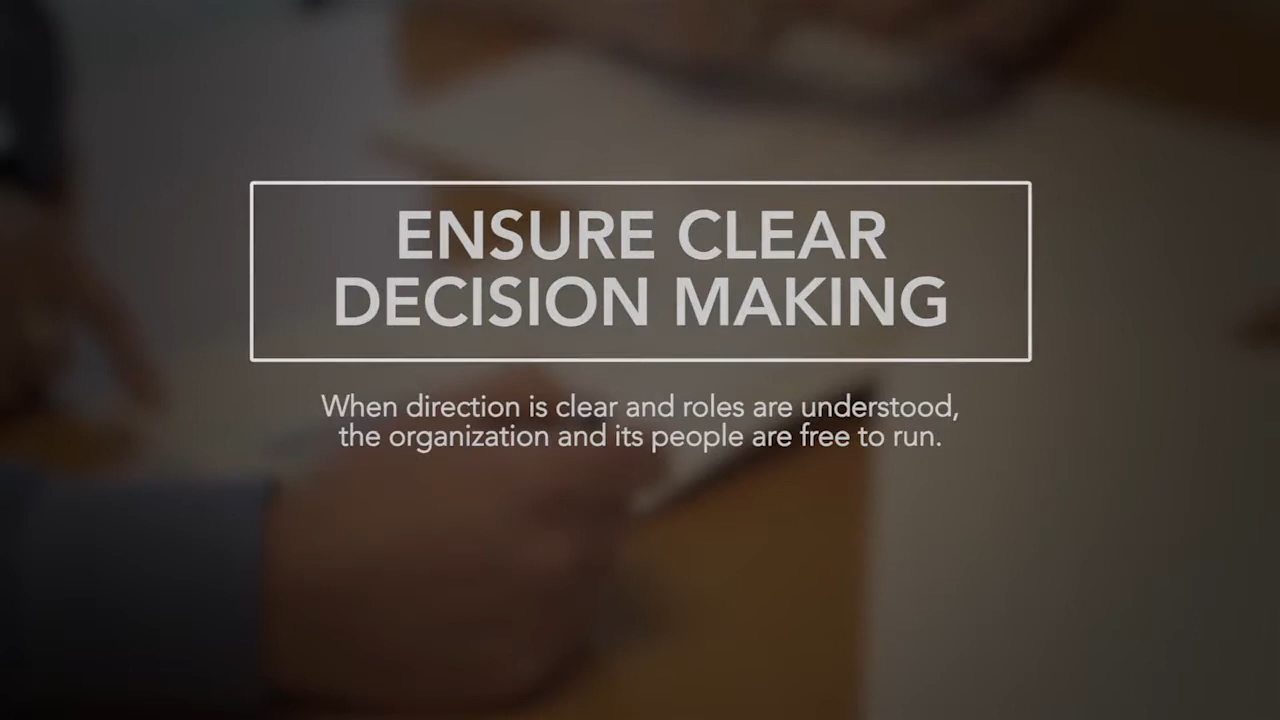 ENSURE CLEAR
DECISION MAKING
When direction is clear and roles are understood,
the organization and its people are free to run.